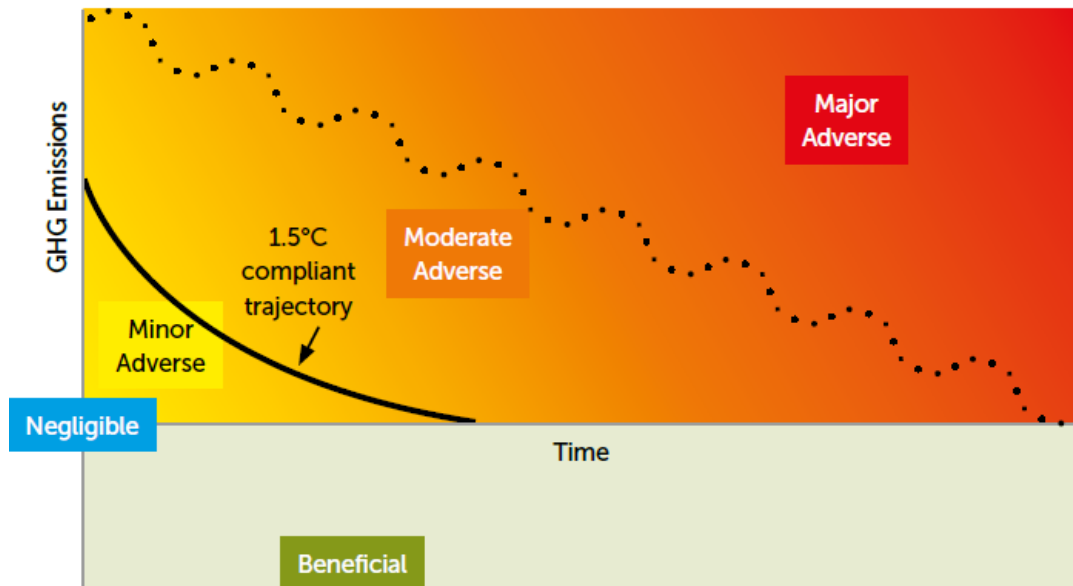 GHG Emissions
Major
Adverse
1.5°C
compliant
trajectory
Moderate
Adverse
Minor
Adverse
Negligible
Time
Beneficial